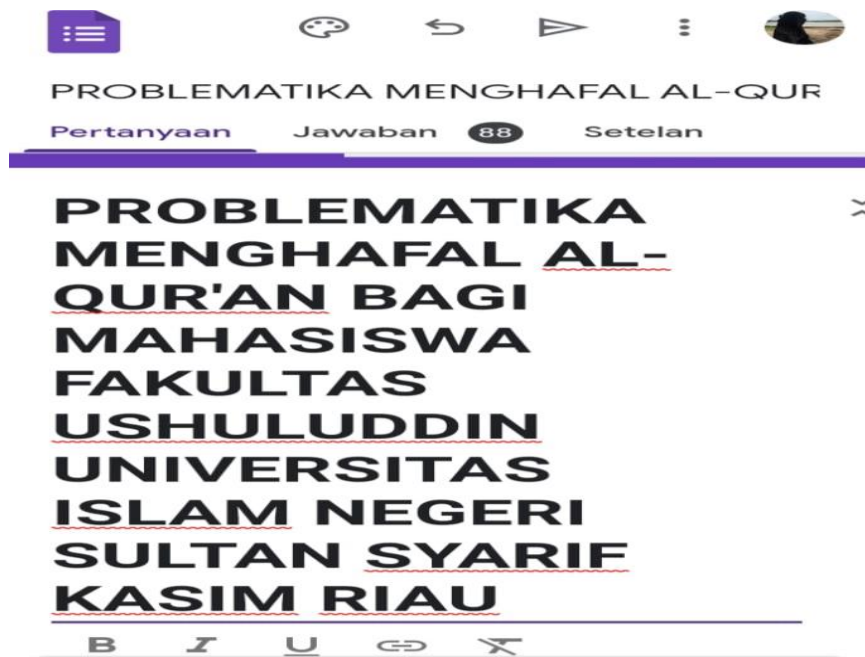 PROBLEMATIKA MENGHAFAL AL-QUR
Pertanyaan Jawaban 88 Setelan
PROBLEMATIKA
MENGHAFAL AL-
QUR'AN BAGI
MAHASISWA
FAKULTAS
USHULUDDIN
UNIVERSITAS
ISLAM NEGERI
SULTAN SYARIF
KASIM RIAU
B I U